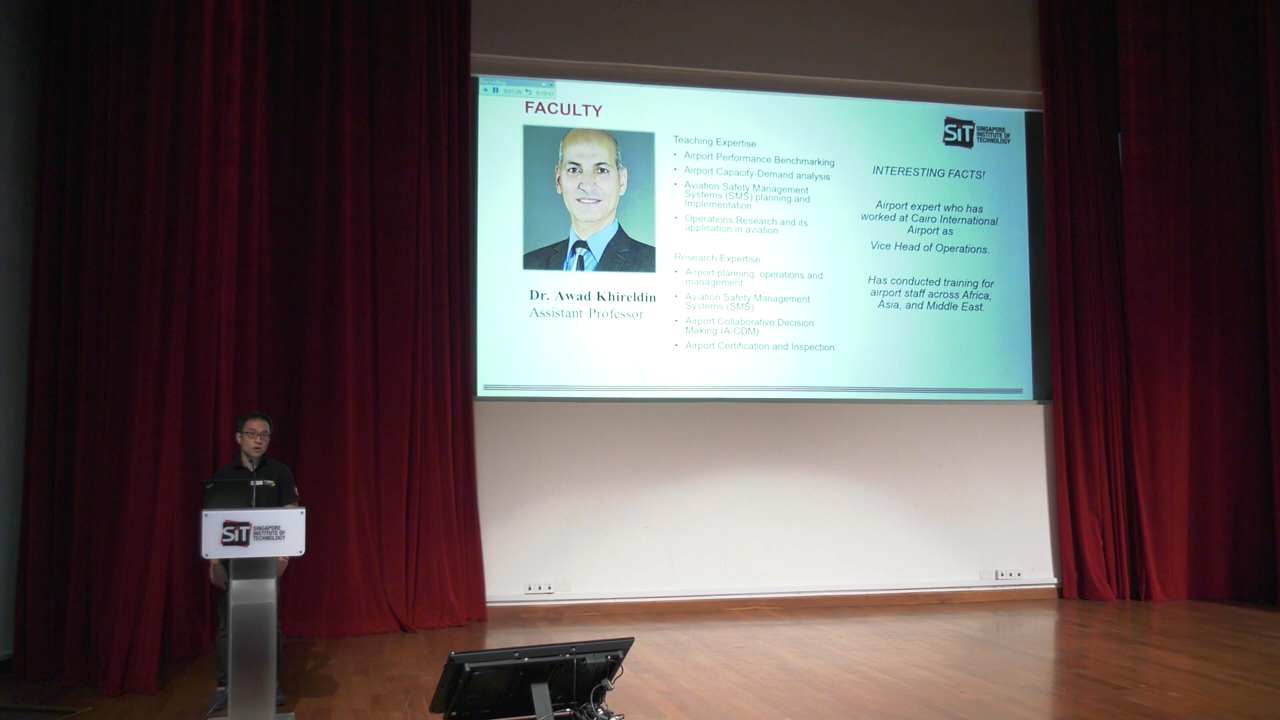 FACULTY
SiT SINGAPORE
INSTITUTE OF
TECHNOLOGY
Dr. Awad Khireldin
Assistant Professor
Teaching Expertise
• Airport Performance Benchmarking
• Airport Capacity-Demand analysis
• Aviation Safety Management
Systems (SMS) planning and
Implementation
• Operations Research and its
application in aviation
Research Expertise
• Airport planning, operations and
management
• Aviation Safety Management
Systems (SMS)
• Airport Collaborative Decision
Making (A-CDM)
• Airport Certification and Inspection
INTERESTING FACTS!
Airport expert who has
worked at Cairo International
Airport as
Vice Head of Operations.
Has conducted training for
airport staff across Africa,
Asia, and Middle East.
SiT SINGAPORE
INSTITUTE OF
TECHNOLOGY